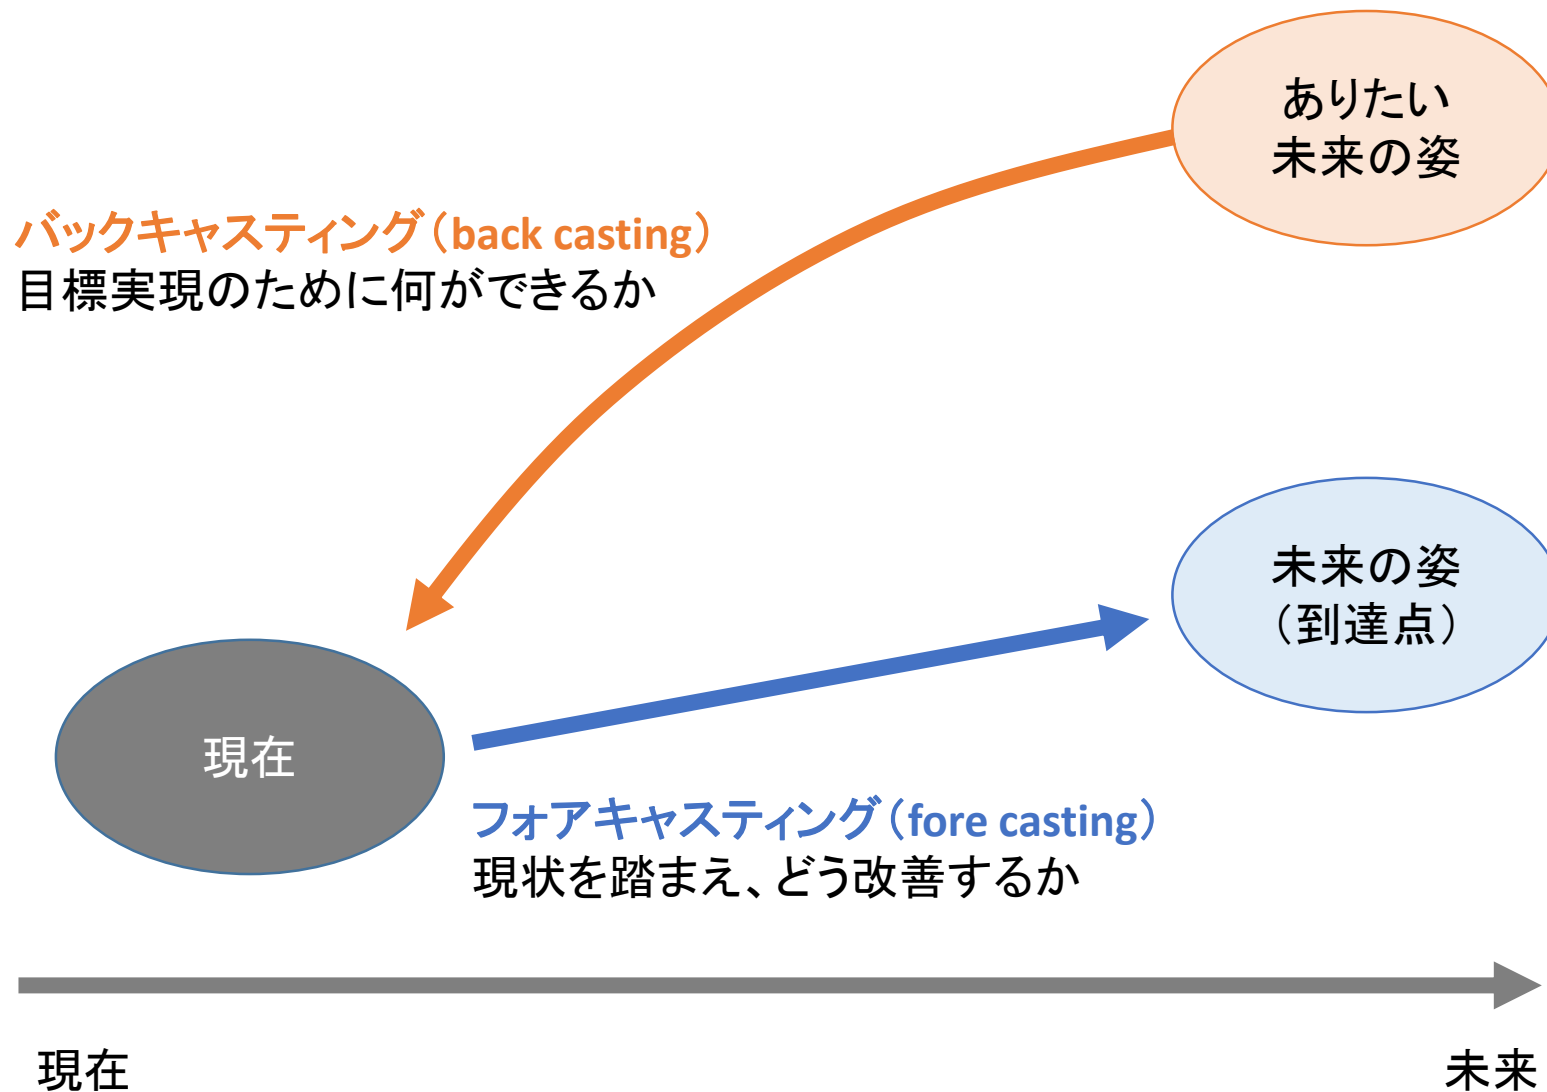 ありたい
未来の姿
バックキャスティング（back casting）
目標実現のために何ができるか
未来の姿
（到達点）
現在
フォアキャスティング（fore casting）
現状を踏まえ、どう改善するか
現在
未来